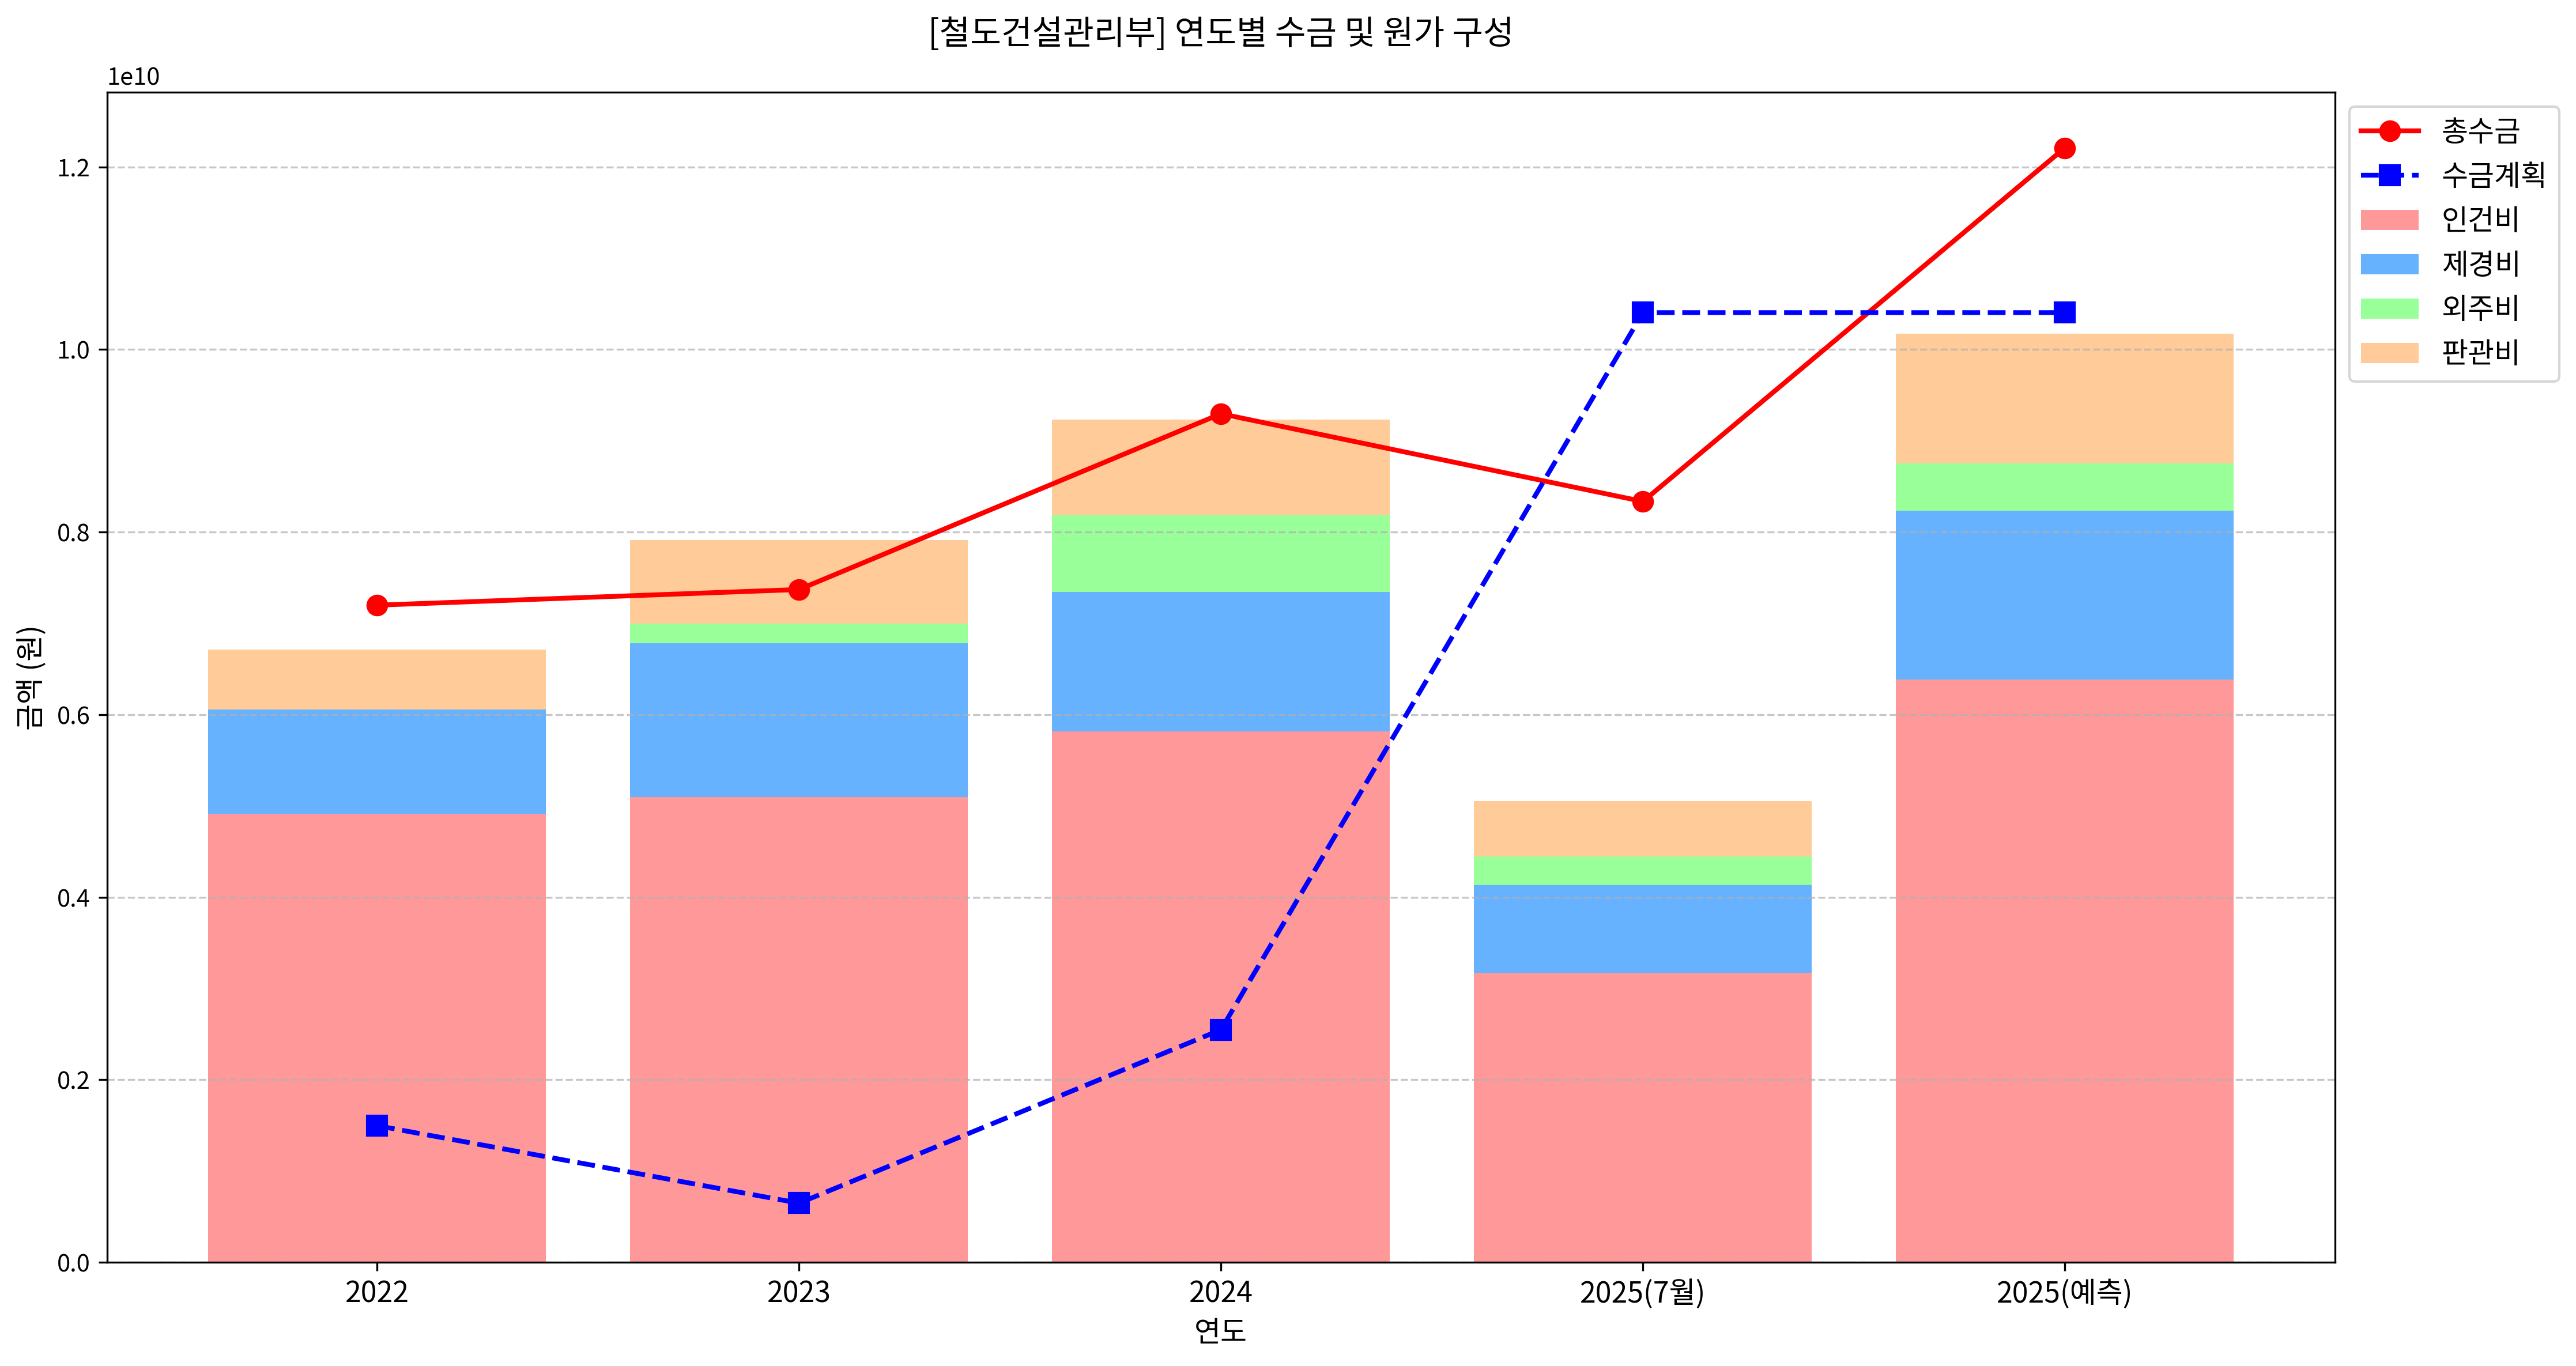 [철도건설관리부] 연도별 수금 및 원가 구성
1e10
1.2
1.0
0.8
0.6
0.4
0.2
0.0
금액 (원)
2022
2023
2024
2025(7월)
2025(예측)
연도
총수금
수금계획
인건비
제경비
외주비
판관비